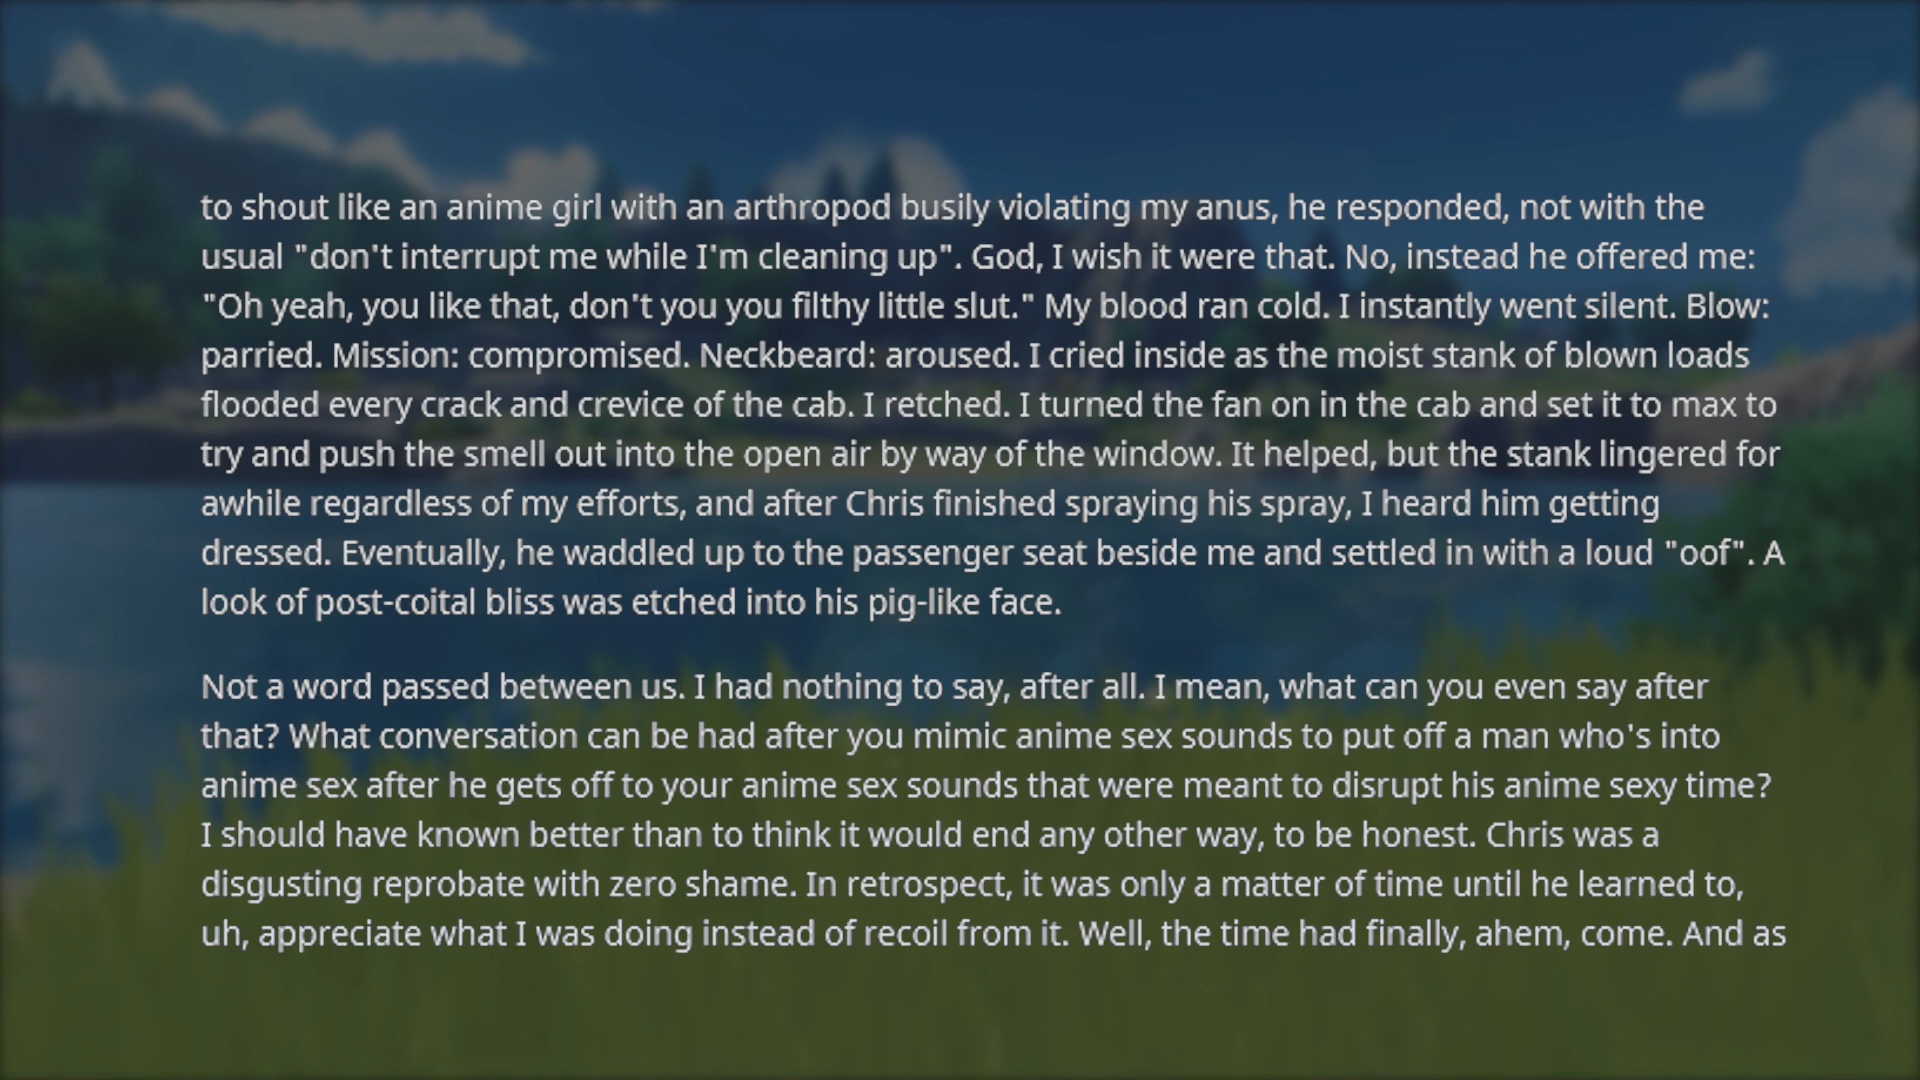 to shout like an anime girl with an arthropod busily violating my anus, he responded, not with the
usual "don't interrupt me while I'm cleaning up". God, I wish it were that. No, instead he offered me:
"Oh yeah, you like that, don't you you filthy little slut." My blood ran cold. I instantly went silent. Blow:
parried. Mission: compromised. Neckbeard: aroused. I cried inside as the moist stank of blown loads
flooded every crack and crevice of the cab. I retched. I turned the fan on in the cab and set it to max to
try and push the smell out into the open air by way of the window. It helped, but the stank lingered for
awhile regardless of my efforts, and after Chris finished spraying his spray, I heard him getting
dressed. Eventually, he waddled up to the passenger seat beside me and settled in with a loud "oof". A
look of post-coital bliss was etched into his pig-like face.
Not a word passed between us. I had nothing to say, after all. I mean, what can you even say after
that? What conversation can be had after you mimic anime sex sounds to put off a man who's into
anime sex after he gets off to your anime sex sounds that were meant to disrupt his anime sexy time?
I should have known better than to think it would end any other way, to be honest. Chris was a
disgusting reprobate with zero shame. In retrospect, it was only a matter of time until he learned to,
uh, appreciate what I was doing instead of recoil from it. Well, the time had finally, ahem, come. And as